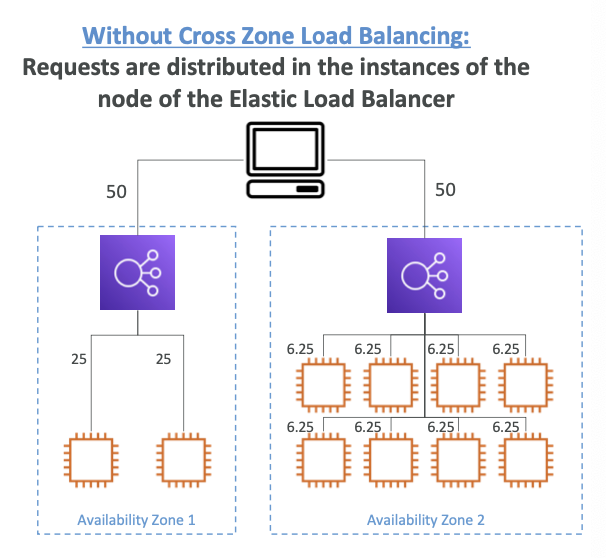 Without Cross Zone Load Balancing:
Requests are distributed in the instances of the
node of the Elastic Load Balancer
50
50
25
25
6.25
6.25
6.25
6.25
6.25
6.25
6.25
6.25
Availability Zone 1
Availability Zone 2